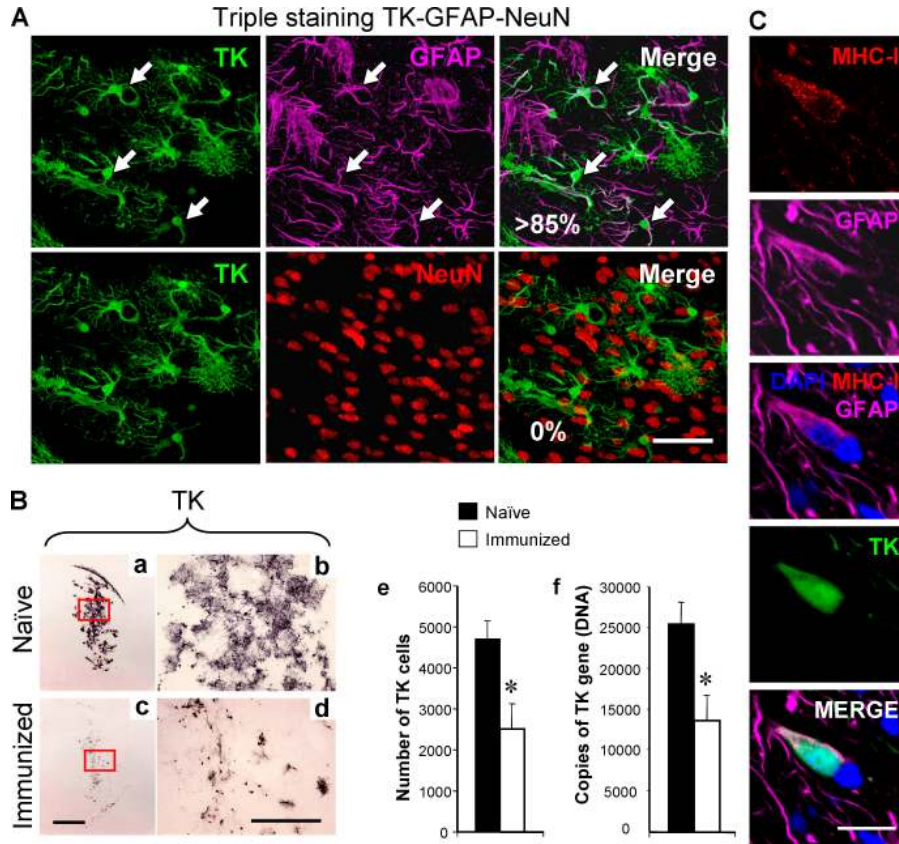 A
Triple staining TK-GFAP-NeuN
TK
GFAP
Merge
>85%
TK
NeuN
Merge
0%
B
TK
Naïve
a
b
Immunized
c
d
Naïve
Immunized
e
6000
5000
4000
3000
2000
1000
0
Number of TK cells
*
f
30000
25000
20000
15000
10000
5000
0
Copies of TK gene (DNA)
*
C
MHC-I
GFAP
DAPI MHC-I
GFAP
TK
MERGE